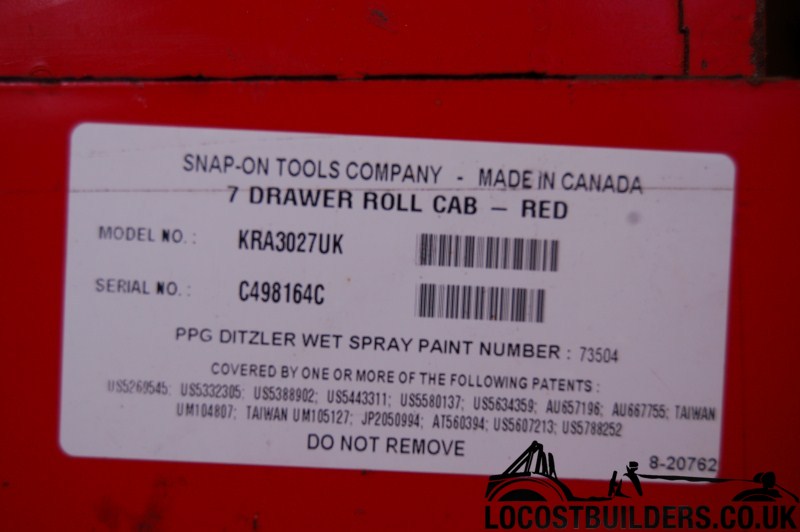 SNAP-ON TOOLS COMPANY - MADE IN CANADA
7 DRAWER ROLL CAB – RED
MODEL NO. : KRA3027UK
SERIAL NO. : C498164C
PPG DITZLER WET SPRAY PAINT NUMBER : 73504
COVERED BY ONE OR MORE OF THE FOLLOWING PATENTS :
US5269545; US5332305; US5388902; US5443311; US5580137; US5634359; AU657196; AU667755; TAIWAN
UM104807; TAIWAN UM105127; JP2050994; AT560394; US5607213; US5788252
DO NOT REMOVE
8-20762
LOCOSTBUILDERS.CO.UK